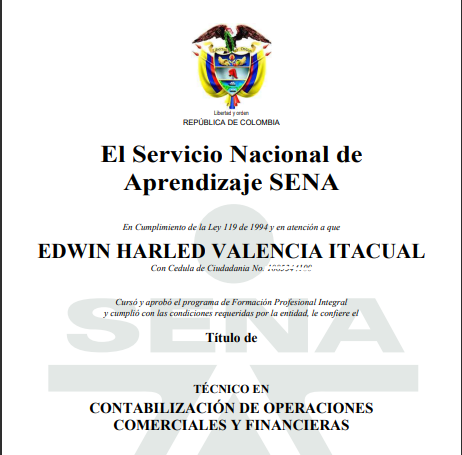 Libertad y orden
REPÚBLICA DE COLOMBIA
El Servicio Nacional de
Aprendizaje SENA
En Cumplimiento de la Ley 119 de 1994 y en atención a que
EDWIN HARLED VALENCIA ITACUAL
Con Cedula de Ciudadania No.
Cursó y aprobó el programa de Formación Profesional Integral
y cumplió con las condiciones requeridas por la entidad, le confiere el
SENA
Título de
TÉCNICO EN
CONTABILIZACIÓN DE OPERACIONES
COMERCIALES Y FINANCIERAS